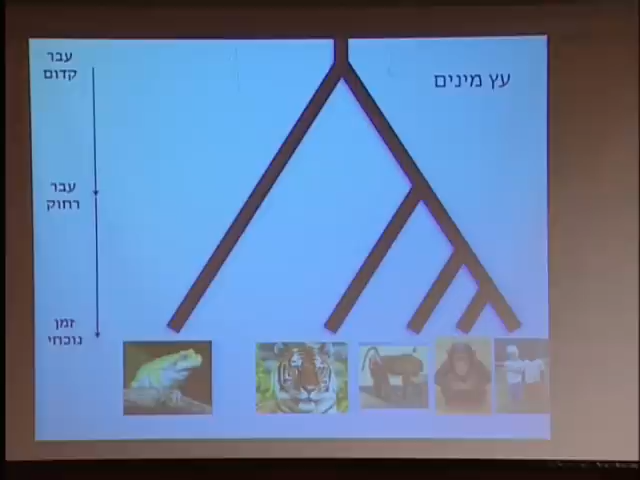 עץ מינים
עבר
קדום
עבר
רחוק
זמן
נוכחי